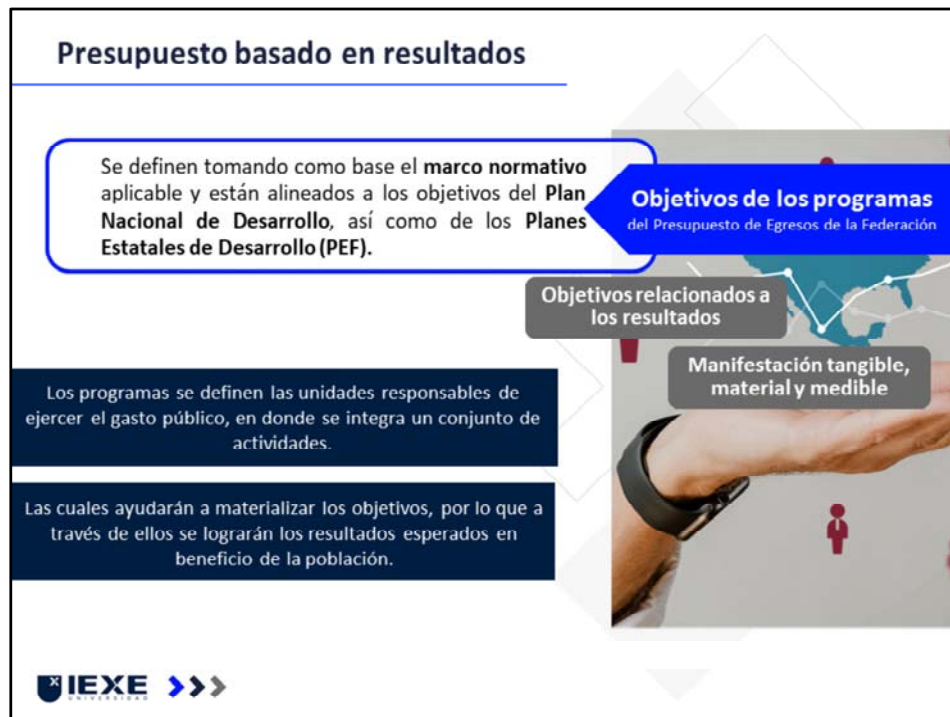 Presupuesto basado en resultados
Se definen tomando como base el marco normativo
aplicable y están alineados a los objetivos del Plan
Nacional de Desarrollo, así como de los Planes
Estatales de Desarrollo (PEF).
Objetivos de los programas
del Presupuesto de Egresos de la Federación
Objetivos relacionados a
los resultados
Manifestación tangible,
material y medible
Los programas se definen las unidades responsables de
ejercer el gasto público, en donde se integra un conjunto de
actividades.
Las cuales ayudarán a materializar los objetivos, por lo que a
través de ellos se lograrán los resultados esperados en
beneficio de la población.
IEXE
UNIVERSIDAD